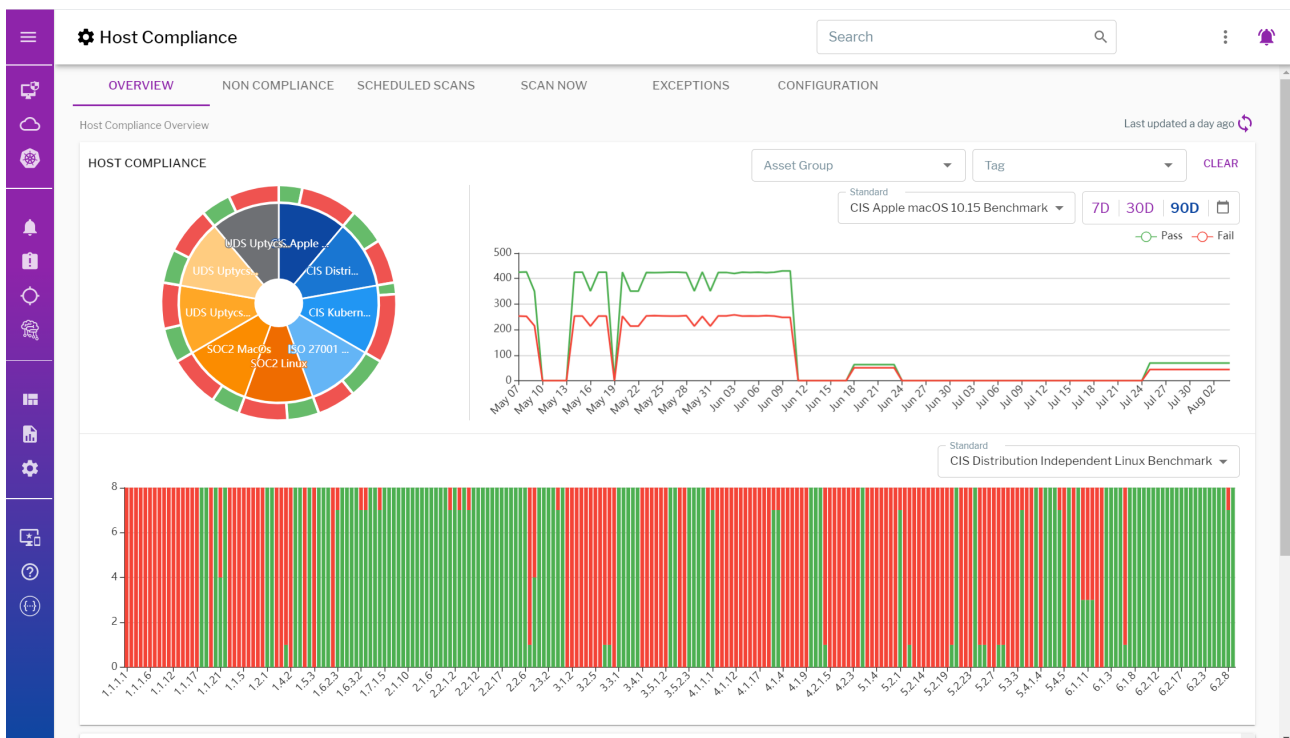 Host Compliance
Search
OVERVIEW NON COMPLIANCE SCHEDULED SCANS SCAN NOW EXCEPTIONS CONFIGURATION
Host Compliance Overview
Last updated a day ago
HOST COMPLIANCE
Asset Group
Tag
CLEAR
Standard
CIS Apple macOS 10.15 Benchmark
7D 30D 90D
Pass Fail
UDS Uptycs...
CIS Apple ...
UDS Uptycs...
CIS Distri...
UDS Uptycs...
CIS Kubern...
SOC2 MacOs
ISO 27001 ...
SOC2 Linux
500
400
300
200
100
0
May 07 May 10 May 13 May 16 May 19 May 22 May 25 May 28 May 31 Jun 03 Jun 06 Jun 09 Jun 12 Jun 15 Jun 18 Jun 21 Jun 24 Jun 27 Jun 30 Jul 03 Jul 06 Jul 09 Jul 12 Jul 15 Jul 18 Jul 21 Jul 24 Jul 27 Jul 30 Aug 02
Standard
CIS Distribution Independent Linux Benchmark
8
6
4
2
0
1.1.1.1 1.1.1.6 1.1.12 1.1.17 1.1.21 1.1.5 1.2.1 1.4.2 1.5.3 1.6.2.3 1.6.3.2 1.7.1.5 2.1.10 2.1.6 2.2.1.2 2.2.12 2.2.17 2.2.6 2.3.2 3.1.2 3.2.5 3.3.1 3.4.1 3.5.1.2 3.5.2.3 4.1.1.1 4.1.12 4.1.17 4.1.4 4.1.9 4.2.1.5 4.2.3 5.1.4 5.2.1 5.2.14 5.2.19 5.2.23 5.2.7 5.3.3 5.4.1.4 5.4.5 6.1.11 6.1.3 6.1.8 6.2.12 6.2.17 6.2.3 6.2.8